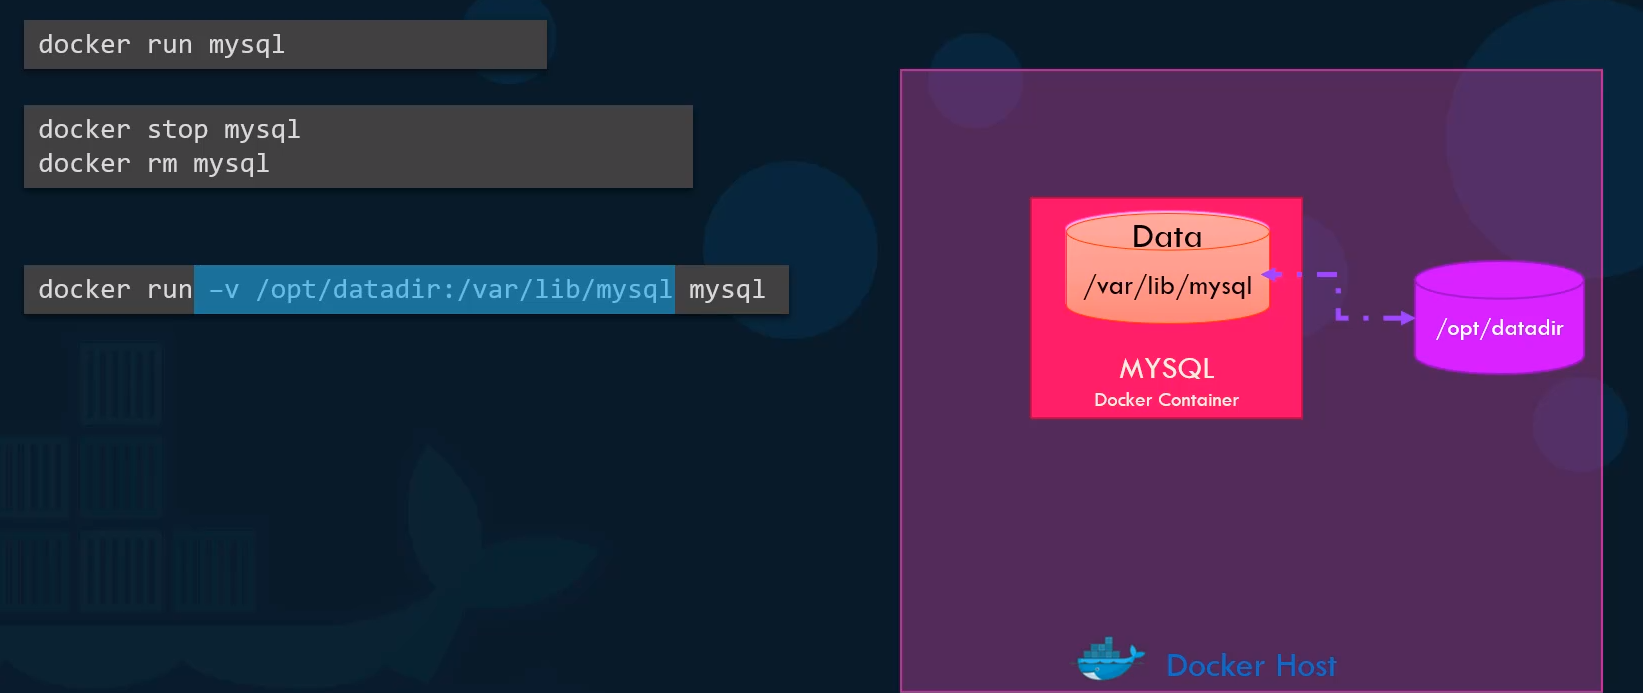 docker run mysql
docker stop mysql
docker rm mysql
docker run -v /opt/datadir:/var/lib/mysql mysql
Data
/var/lib/mysql
/opt/datadir
MYSQL
Docker Container
Docker Host